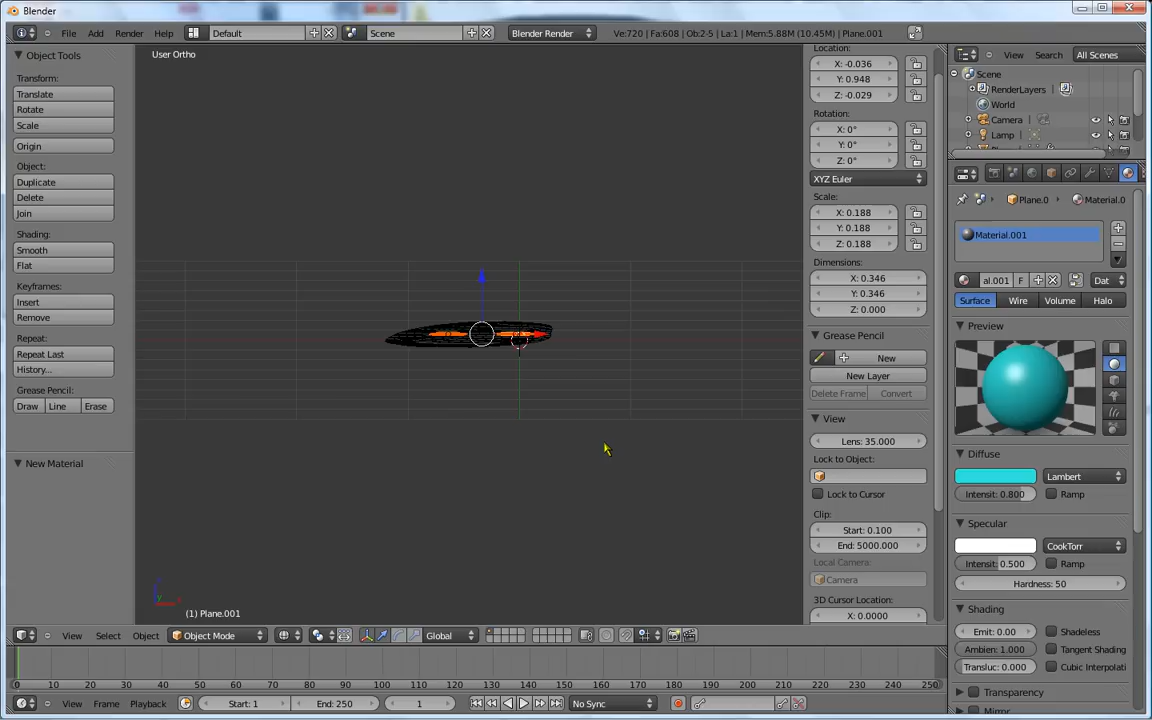 Blender
File Add Render Help Default Scene Blender Render Ve:720 | Fa:608 | Ob:2-5 | La:1 | Mem:5.88M (10.45M) | Plane.001
Object Tools
Transform:
Translate
Rotate
Scale
Origin
Object:
Duplicate
Delete
Join
Shading:
Smooth
Flat
Keyframes:
Insert
Remove
Repeat:
Repeat Last
History...
Grease Pencil:
Draw Line Erase
New Material
User Ortho
(1) Plane.001
Location:
X: -0.036
Y: 0.948
Z: -0.029
Rotation:
X: 0°
Y: 0°
Z: 0°
XYZ Euler
Scale:
X: 0.188
Y: 0.188
Z: 0.188
Dimensions:
X: 0.346
Y: 0.346
Z: 0.000
Grease Pencil
New
New Layer
Delete Frame Convert
View
Lens: 35.000
Lock to Object:
Lock to Cursor
Clip:
Start: 0.100
End: 5000.000
Local Camera:
Camera
3D Cursor Location:
X: 0.0000
View Search All Scenes
Scene
RenderLayers
World
Camera
Lamp
Plane.0 Material.0
Material.001
al.001 F Dat
Surface Wire Volume Halo
Preview
Diffuse
Lambert
Intensit: 0.800 Ramp
Specular
CookTorr
Intensit: 0.500 Ramp
Hardness: 50
Shading
Emit: 0.00 Shadeless
Ambien: 1.000 Tangent Shading
Transluc: 0.000 Cubic Interpolati
Transparency
Mirror
View Select Object Object Mode Global
0 10 20 30 40 50 60 70 80 90 100 110 120 130 140 150 160 170 180 190 200 210 220 230 240 250
View Frame Playback Start: 1 End: 250 1 No Sync